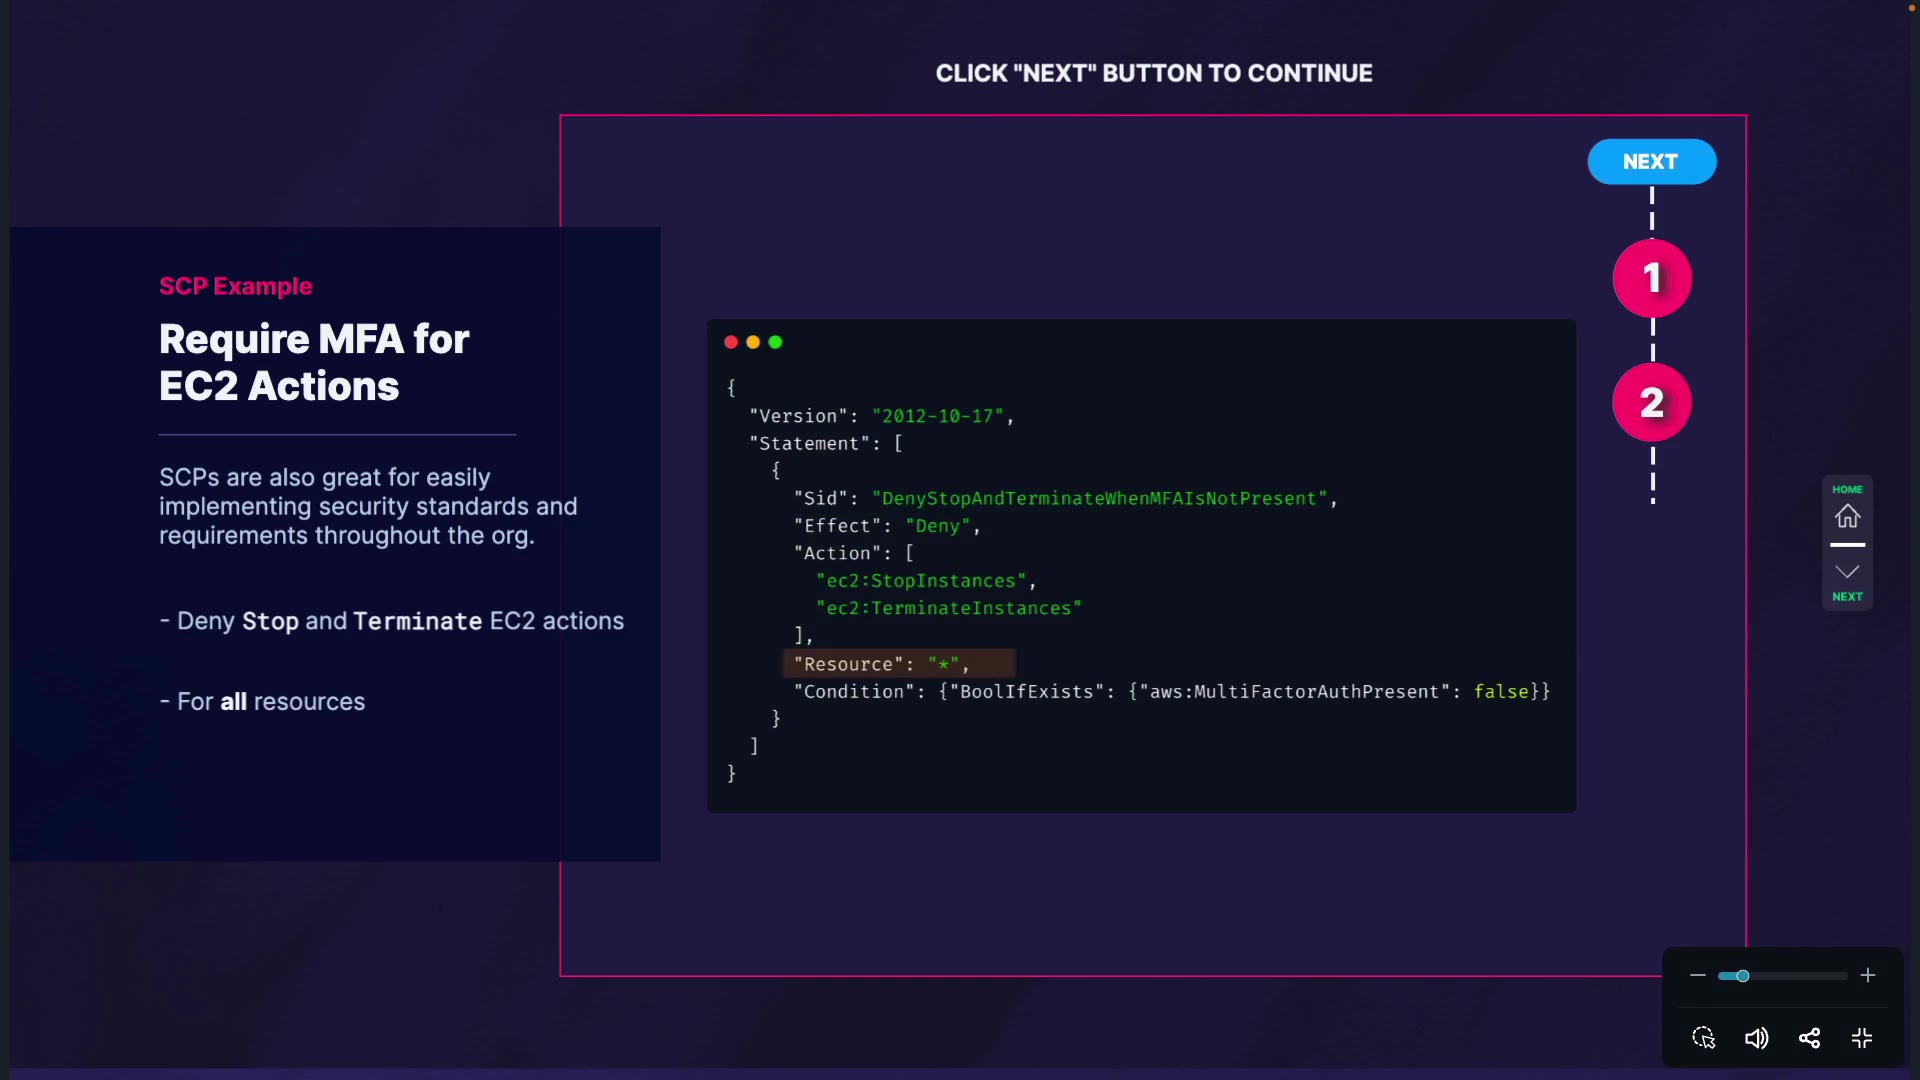 CLICK "NEXT" BUTTON TO CONTINUE
NEXT
1
2
SCP Example
Require MFA for
EC2 Actions
SCPs are also great for easily
implementing security standards and
requirements throughout the org.
- Deny Stop and Terminate EC2 actions
- For all resources
{
"Version": "2012-10-17",
"Statement": [
{
"Sid": "DenyStopAndTerminateWhenMFAIsNotPresent",
"Effect": "Deny",
"Action": [
"ec2:StopInstances",
"ec2:TerminateInstances"
],
"Resource": "*",
"Condition": {"BoolIfExists": {"aws:MultiFactorAuthPresent": false}}
}
]
}
HOME
NEXT